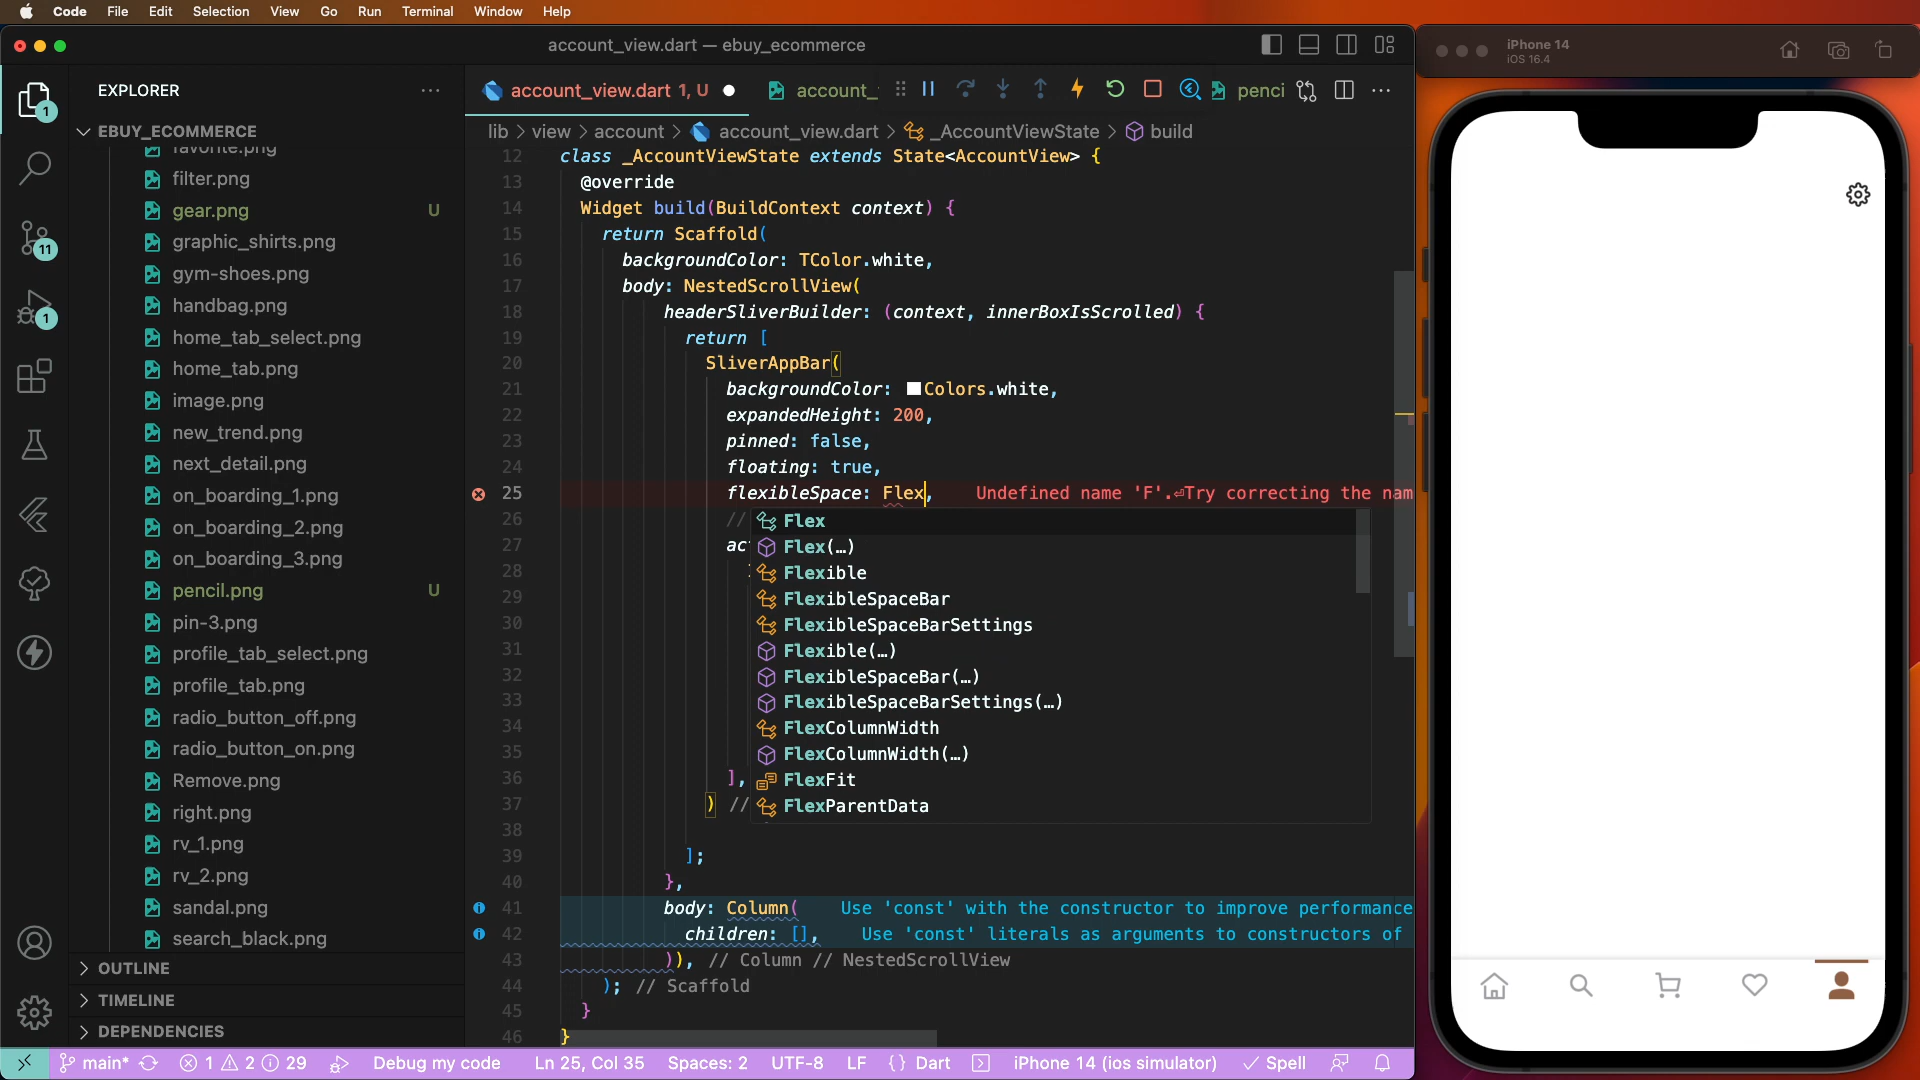 Code File Edit Selection View Go Run Terminal Window Help
account_view.dart — ebuy_ecommerce
iPhone 14
iOS 16.4
EXPLORER
account_view.dart 1, U
account_
penci
EBUY_ECOMMERCE
lib > view > account > account_view.dart > _AccountViewState > build
favorite.png
filter.png
gear.png U
graphic_shirts.png
gym-shoes.png
handbag.png
home_tab_select.png
home_tab.png
image.png
new_trend.png
next_detail.png
on_boarding_1.png
on_boarding_2.png
on_boarding_3.png
pencil.png U
pin-3.png
profile_tab_select.png
profile_tab.png
radio_button_off.png
radio_button_on.png
Remove.png
right.png
rv_1.png
rv_2.png
sandal.png
search_black.png
OUTLINE
TIMELINE
DEPENDENCIES
1
11
1
12 class _AccountViewState extends State<AccountView> {
13 @override
14 Widget build(BuildContext context) {
15 return Scaffold(
16 backgroundColor: TColor.white,
17 body: NestedScrollView(
18 headerSliverBuilder: (context, innerBoxIsScrolled) {
19 return [
20 SliverAppBar(
21 backgroundColor: Colors.white,
22 expandedHeight: 200,
23 pinned: false,
24 floating: true,
25 flexibleSpace: Flex, Undefined name 'F'.⏎Try correcting the nam
26 //
27 ac
28
29
30
31
32
33
34
35
36 ],
37 ) //
38
39 ];
40 },
41 body: Column( Use 'const' with the constructor to improve performance
42 children: [], Use 'const' literals as arguments to constructors of
43 )), // Column // NestedScrollView
44 ); // Scaffold
45 }
46 }
Flex
Flex(…)
Flexible
FlexibleSpaceBar
FlexibleSpaceBarSettings
Flexible(…)
FlexibleSpaceBar(…)
FlexibleSpaceBarSettings(…)
FlexColumnWidth
FlexColumnWidth(…)
FlexFit
FlexParentData
main* 1 2 29 Debug my code Ln 25, Col 35 Spaces: 2 UTF-8 LF {} Dart iPhone 14 (ios simulator) Spell